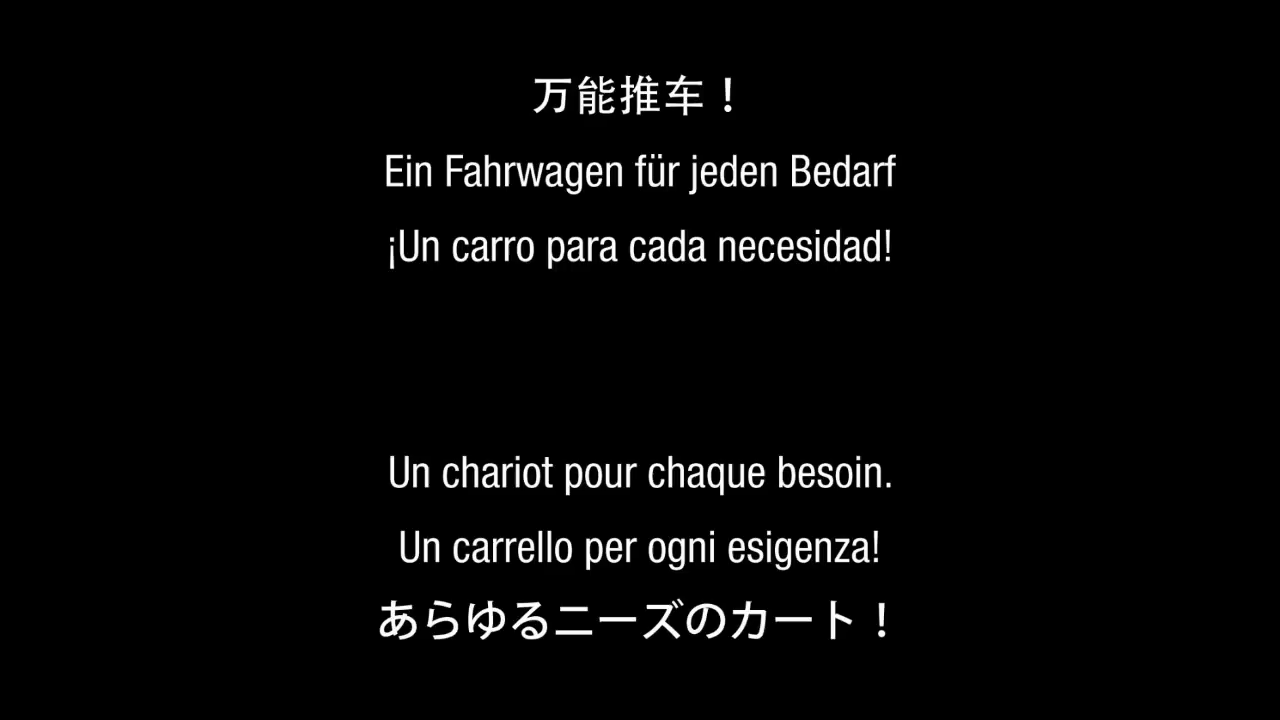 万能推车！
Ein Fahrwagen für jeden Bedarf
¡Un carro para cada necesidad!
Un chariot pour chaque besoin.
Un carrello per ogni esigenza!
あらゆるニーズのカート！